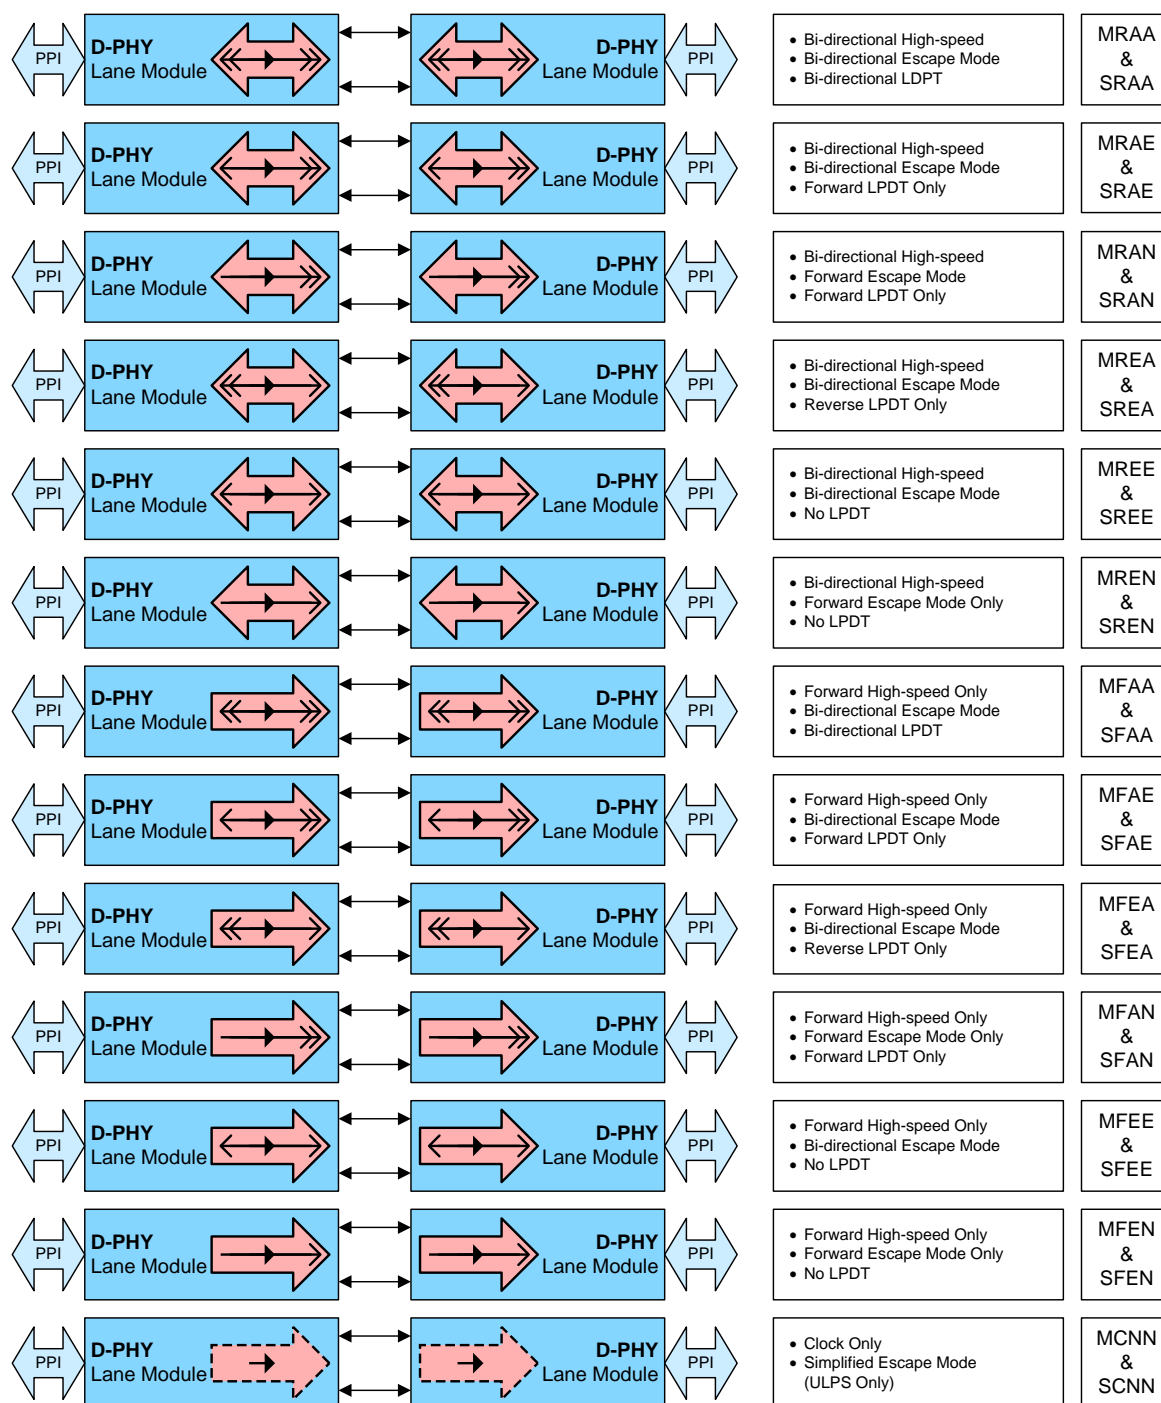 PPI
D-PHY
Lane Module
D-PHY
Lane Module
PPI
• Bi-directional High-speed
• Bi-directional Escape Mode
• Bi-directional LDPT
MRAA
&
SRAA
PPI
D-PHY
Lane Module
D-PHY
Lane Module
PPI
• Bi-directional High-speed
• Bi-directional Escape Mode
• Forward LPDT Only
MRAE
&
SRAE
PPI
D-PHY
Lane Module
D-PHY
Lane Module
PPI
• Bi-directional High-speed
• Forward Escape Mode
• Forward LPDT Only
MRAN
&
SRAN
PPI
D-PHY
Lane Module
D-PHY
Lane Module
PPI
• Bi-directional High-speed
• Bi-directional Escape Mode
• Reverse LPDT Only
MREA
&
SREA
PPI
D-PHY
Lane Module
D-PHY
Lane Module
PPI
• Bi-directional High-speed
• Bi-directional Escape Mode
• No LPDT
MREE
&
SREE
PPI
D-PHY
Lane Module
D-PHY
Lane Module
PPI
• Bi-directional High-speed
• Forward Escape Mode Only
• No LPDT
MREN
&
SREN
PPI
D-PHY
Lane Module
D-PHY
Lane Module
PPI
• Forward High-speed Only
• Bi-directional Escape Mode
• Bi-directional LPDT
MFAA
&
SFAA
PPI
D-PHY
Lane Module
D-PHY
Lane Module
PPI
• Forward High-speed Only
• Bi-directional Escape Mode
• Forward LPDT Only
MFAE
&
SFAE
PPI
D-PHY
Lane Module
D-PHY
Lane Module
PPI
• Forward High-speed Only
• Bi-directional Escape Mode
• Reverse LPDT Only
MFEA
&
SFEA
PPI
D-PHY
Lane Module
D-PHY
Lane Module
PPI
• Forward High-speed Only
• Forward Escape Mode Only
• Forward LPDT Only
MFAN
&
SFAN
PPI
D-PHY
Lane Module
D-PHY
Lane Module
PPI
• Forward High-speed Only
• Bi-directional Escape Mode
• No LPDT
MFEE
&
SFEE
PPI
D-PHY
Lane Module
D-PHY
Lane Module
PPI
• Forward High-speed Only
• Forward Escape Mode Only
• No LPDT
MFEN
&
SFEN
PPI
D-PHY
Lane Module
D-PHY
Lane Module
PPI
• Clock Only
• Simplified Escape Mode
(ULPS Only)
MCNN
&
SCNN